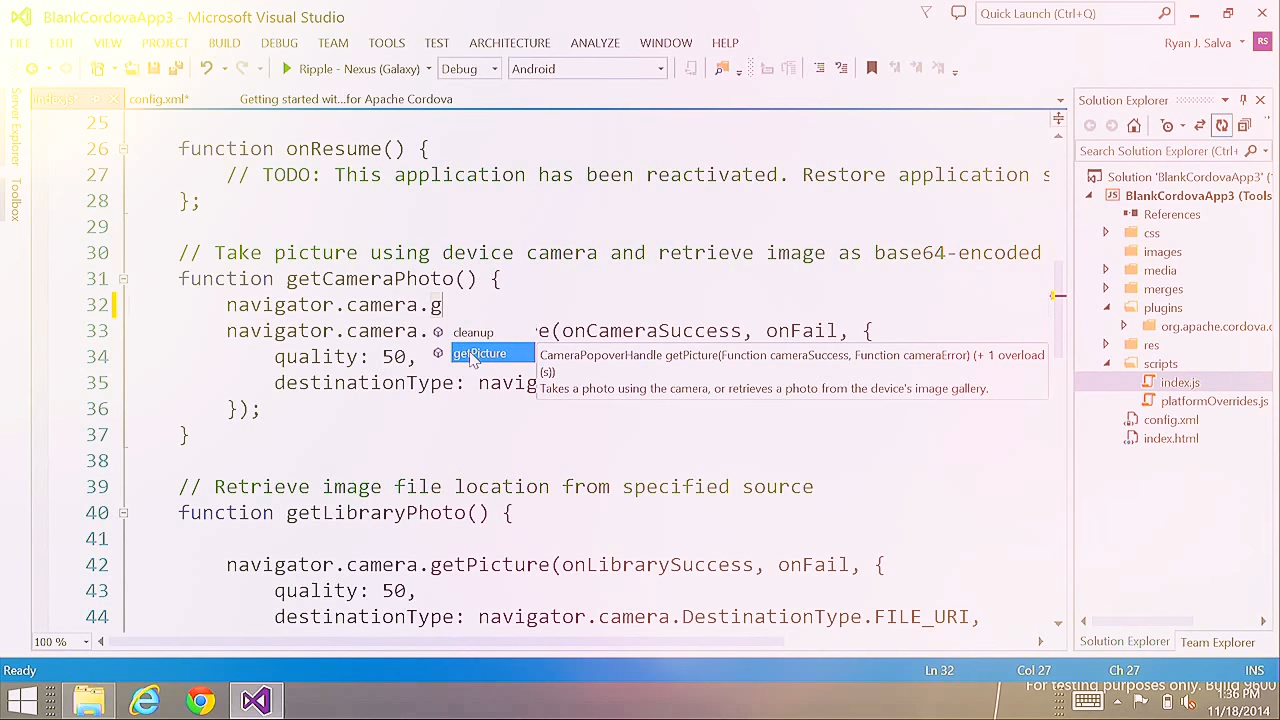 BlankCordovaApp3 - Microsoft Visual Studio
Quick Launch (Ctrl+Q)
FILE EDIT VIEW PROJECT BUILD DEBUG TEAM TOOLS TEST ARCHITECTURE ANALYZE WINDOW HELP
Ryan J. Salva RS
Ripple - Nexus (Galaxy) Debug Android
index.js* config.xml* Getting started wit...for Apache Cordova
Server Explorer
Toolbox
25
26 function onResume() {
27 // TODO: This application has been reactivated. Restore application s
28 };
29
30 // Take picture using device camera and retrieve image as base64-encoded
31 function getCameraPhoto() {
32 navigator.camera.g
33 navigator.camera. e(onCameraSuccess, onFail, {
34 quality: 50,
35 destinationType: navig
36 });
37 }
38
39 // Retrieve image file location from specified source
40 function getLibraryPhoto() {
41
42 navigator.camera.getPicture(onLibrarySuccess, onFail, {
43 quality: 50,
44 destinationType: navigator.camera.DestinationType.FILE_URI,
cleanup
getPicture
CameraPopoverHandle getPicture(Function cameraSuccess, Function cameraError) (+ 1 overload
(s))
Takes a photo using the camera, or retrieves a photo from the device's image gallery.
100 %
Solution Explorer
Search Solution Explorer (Ctrl+
Solution 'BlankCordovaApp3' (
BlankCordovaApp3 (Tools
References
css
images
media
merges
plugins
org.apache.cordova.c
res
scripts
index.js
platformOverrides.js
config.xml
index.html
Solution Explorer Team Explorer
Ready Ln 32 Col 27 Ch 27 INS
For testing purposes only. Build 9600
1:36 PM
11/18/2014